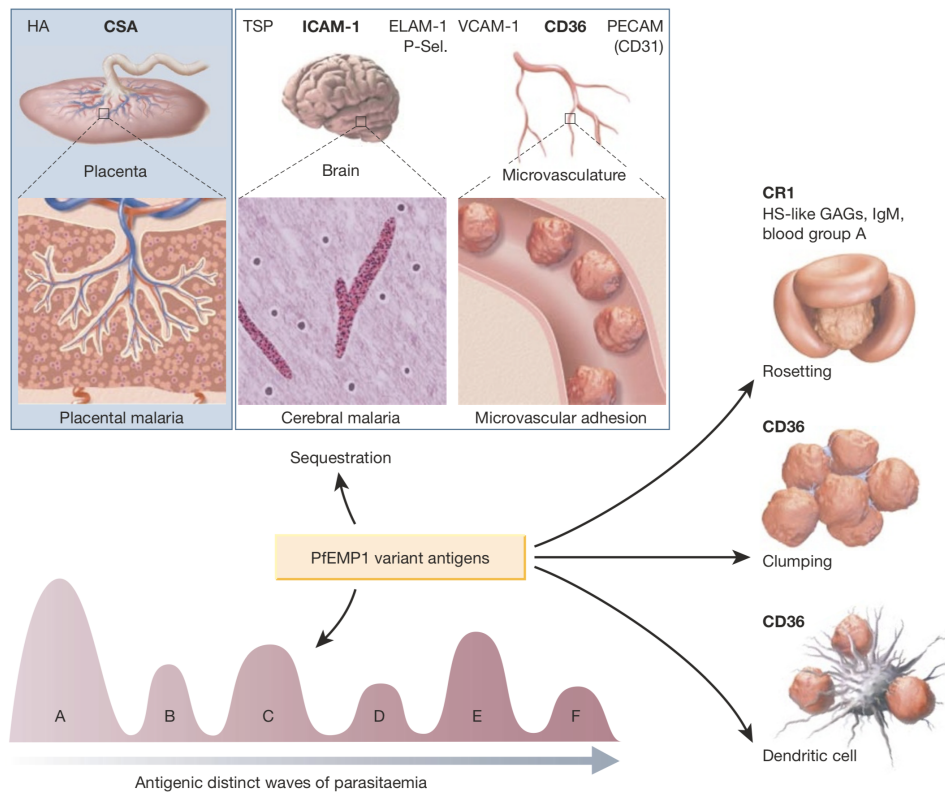 HA CSA
TSP ICAM-1 ELAM-1
P-Sel.
VCAM-1 CD36 PECAM
(CD31)
Placenta
Brain
Microvasculature
Placental malaria
Cerebral malaria
Microvascular adhesion
CR1
HS-like GAGs, IgM,
blood group A
Rosetting
CD36
Clumping
CD36
Dendritic cell
Sequestration
PfEMP1 variant antigens
A B C D E F
Antigenic distinct waves of parasitaemia